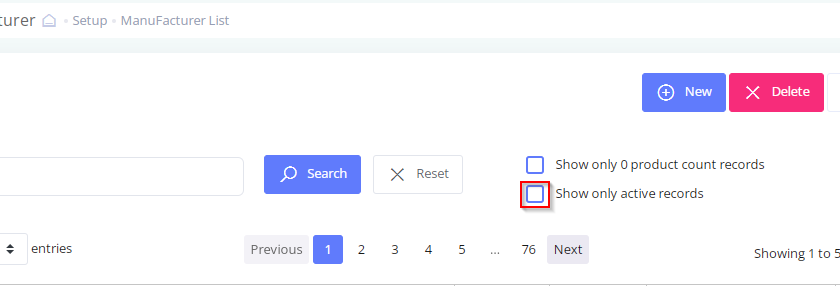 turer Setup ManuFacturer List
New Delete
Search Reset Show only 0 product count records
Show only active records
entries Previous 1 2 3 4 5 ... 76 Next Showing 1 to 5